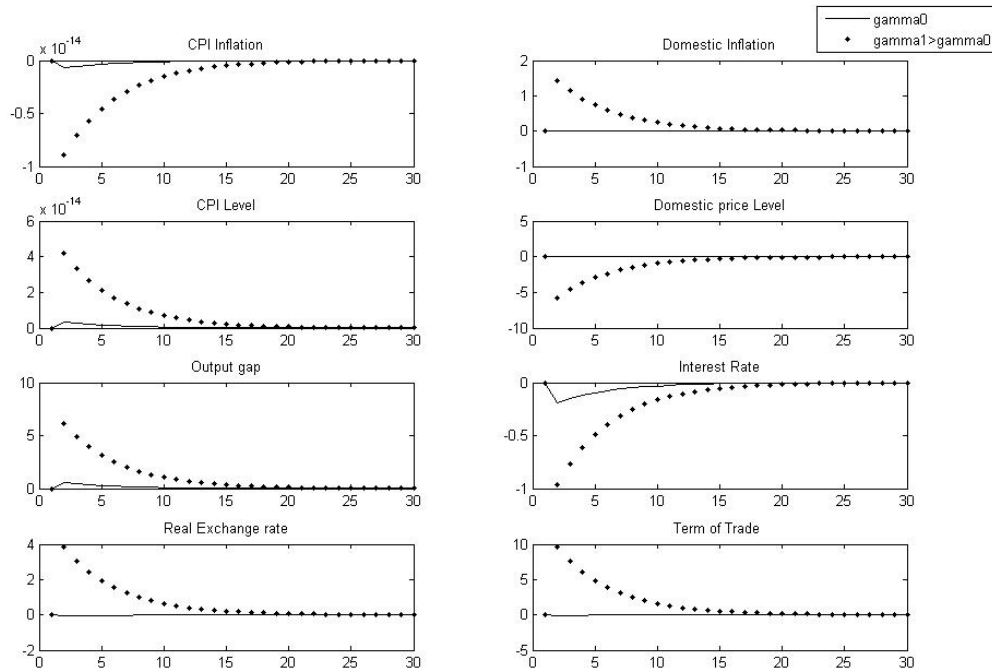 gamma0
gamma1>gamma0
x 10^-14
CPI Inflation
0
-0.5
-1
0 5 10 15 20 25 30
Domestic Inflation
2
1
0
-1
0 5 10 15 20 25 30
x 10^-14
CPI Level
6
4
2
0
0 5 10 15 20 25 30
Domestic price Level
5
0
-5
-10
0 5 10 15 20 25 30
Output gap
10
5
0
0 5 10 15 20 25 30
Interest Rate
0
-0.5
-1
0 5 10 15 20 25 30
Real Exchange rate
4
2
0
-2
0 5 10 15 20 25 30
Term of Trade
10
5
0
-5
0 5 10 15 20 25 30